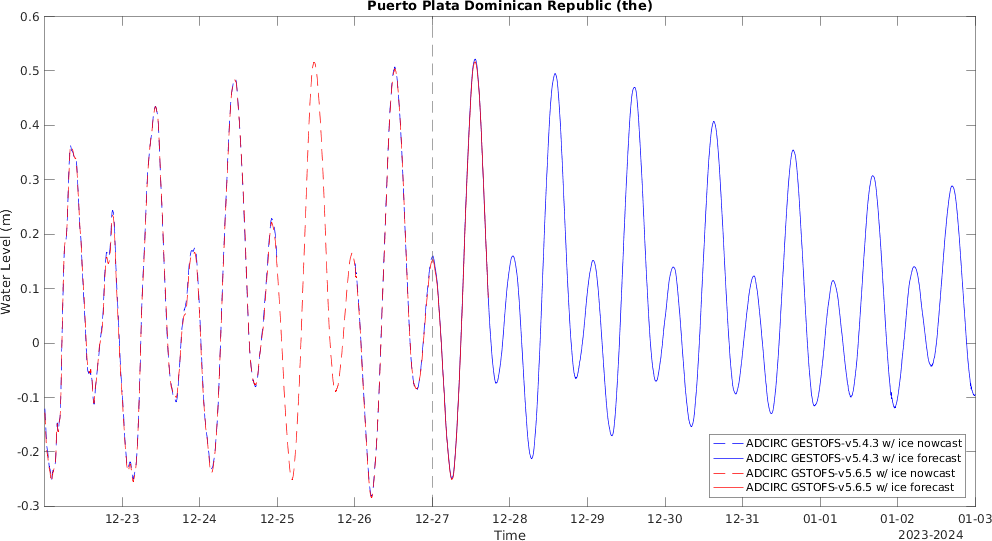 Puerto Plata Dominican Republic (the)
0.6
0.5
0.4
0.3
0.2
0.1
0
-0.1
-0.2
-0.3
Water Level (m)
ADCIRC GESTOFS-v5.4.3 w/ ice nowcast
ADCIRC GESTOFS-v5.4.3 w/ ice forecast
ADCIRC GSTOFS-v5.6.5 w/ ice nowcast
ADCIRC GSTOFS-v5.6.5 w/ ice forecast
12-23 12-24 12-25 12-26 12-27 12-28 12-29 12-30 12-31 01-01 01-02 01-03
Time
2023-2024